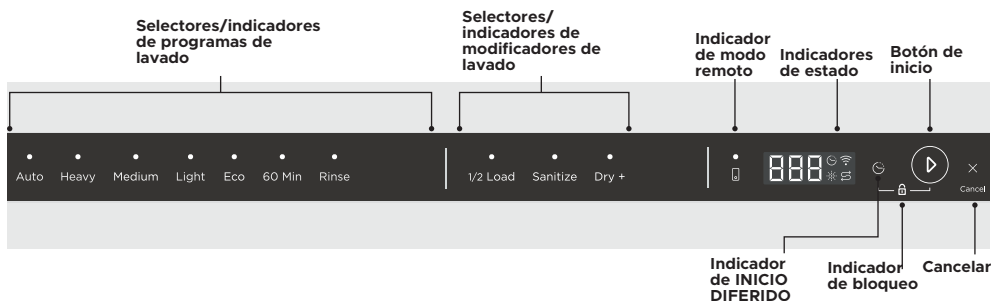 Selectores/indicadores
de programas de
lavado
Selectores/
indicadores de
modificadores de
lavado
Indicador
de modo
remoto
Indicadores
de estado
Botón de
inicio
Auto Heavy Medium Light Eco 60 Min Rinse 1/2 Load Sanitize Dry + 888
Cancel
Indicador
de INICIO
DIFERIDO
Indicador
de bloqueo
Cancelar